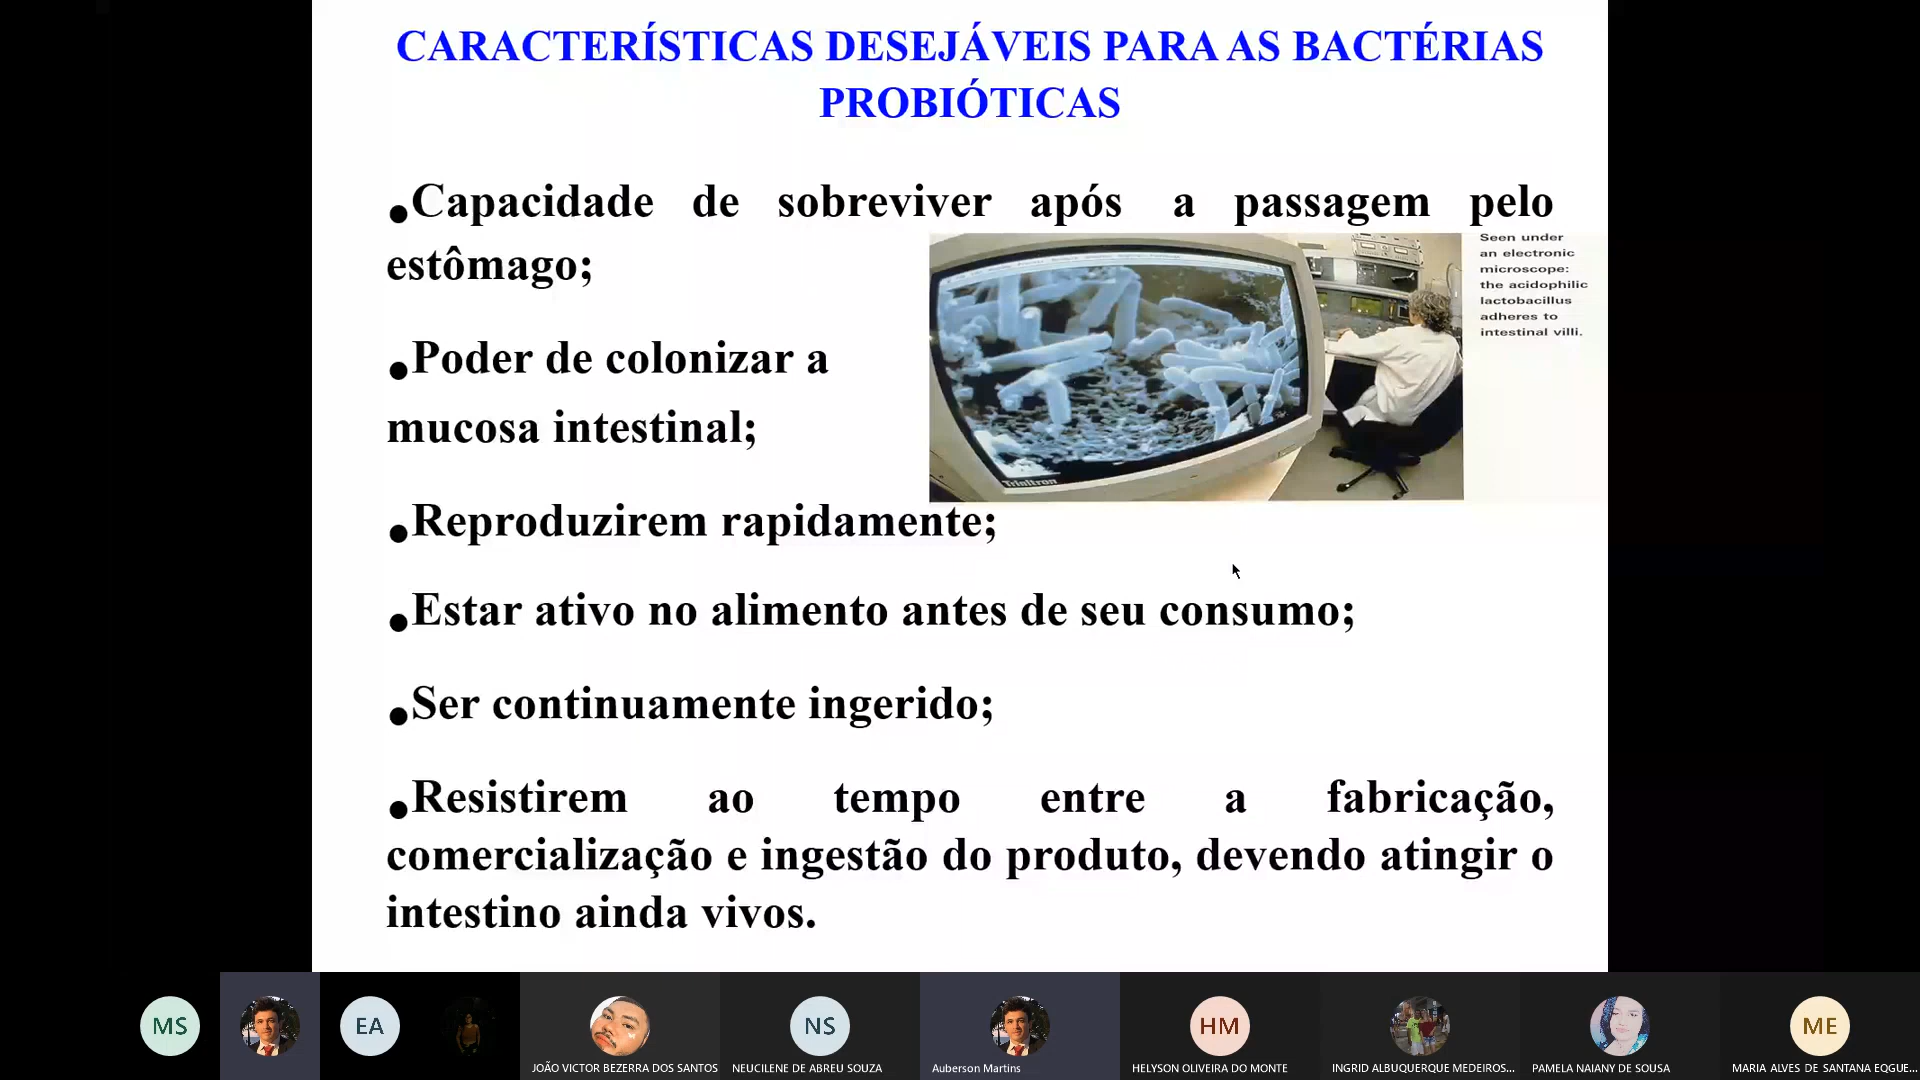 CARACTERÍSTICAS DESEJÁVEIS PARA AS BACTÉRIAS
PROBIÓTICAS
•Capacidade de sobreviver após a passagem pelo
estômago;
Seen under
an electronic
microscope:
the acidophilic
lactobacillus
adheres to
intestinal villi.
•Poder de colonizar a
mucosa intestinal;
Trinitron
•Reproduzirem rapidamente;
•Estar ativo no alimento antes de seu consumo;
•Ser continuamente ingerido;
•Resistirem ao tempo entre a fabricação,
comercialização e ingestão do produto, devendo atingir o
intestino ainda vivos.
MS
EA
NS
HM
ME
JOÃO VICTOR BEZERRA DOS SANTOS
NEUCILENE DE ABREU SOUZA
Auberson Martins
HELYSON OLIVEIRA DO MONTE
INGRID ALBUQUERQUE MEDEIROS...
PAMELA NAIANY DE SOUSA
MARIA ALVES DE SANTANA EQGUE...